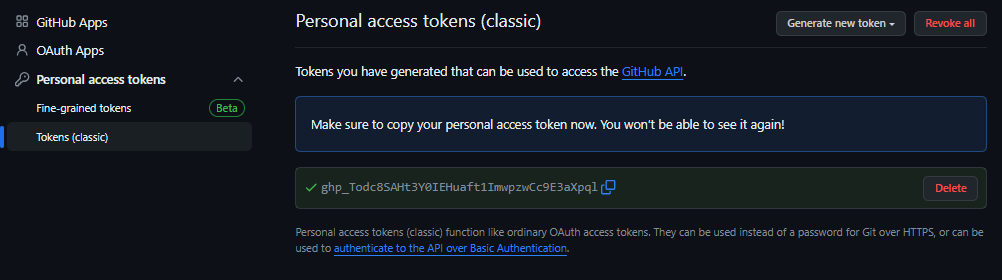 GitHub Apps
OAuth Apps
Personal access tokens
Fine-grained tokens
Beta
Tokens (classic)
Personal access tokens (classic)
Generate new token
Revoke all
Tokens you have generated that can be used to access the GitHub API.
Make sure to copy your personal access token now. You won't be able to see it again!
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
Delete
Personal access tokens (classic) function like ordinary OAuth access tokens. They can be used instead of a password for Git over HTTPS, or can be
used to authenticate to the API over Basic Authentication.